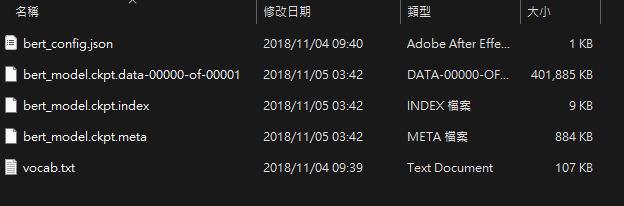 名稱 修改日期 類型 大小
bert_config.json 2018/11/04 09:40 Adobe After Effe... 1 KB
bert_model.ckpt.data-00000-of-00001 2018/11/05 03:42 DATA-00000-OF... 401,885 KB
bert_model.ckpt.index 2018/11/05 03:42 INDEX 檔案 9 KB
bert_model.ckpt.meta 2018/11/05 03:42 META 檔案 884 KB
vocab.txt 2018/11/04 09:39 Text Document 107 KB